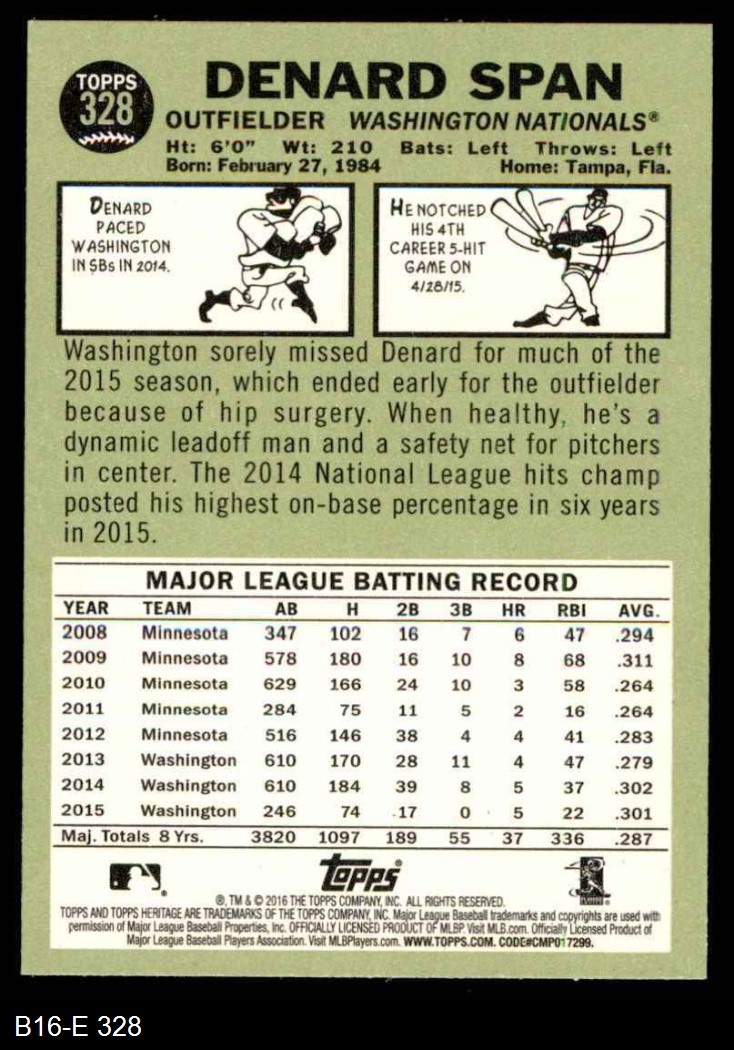 TOPPS
328
DENARD SPAN
OUTFIELDER WASHINGTON NATIONALS®
Ht: 6'0" Wt: 210 Bats: Left Throws: Left
Born: February 27, 1984 Home: Tampa, Fla.
DENARD
PACED
WASHINGTON
IN SBs IN 2014.
HE NOTCHED
HIS 4TH
CAREER 5-HIT
GAME ON
4/28/15.
Washington sorely missed Denard for much of the
2015 season, which ended early for the outfielder
because of hip surgery. When healthy, he's a
dynamic leadoff man and a safety net for pitchers
in center. The 2014 National League hits champ
posted his highest on-base percentage in six years
in 2015.
MAJOR LEAGUE BATTING RECORD
YEAR TEAM AB H 2B 3B HR RBI AVG.
2008 Minnesota 347 102 16 7 6 47 .294
2009 Minnesota 578 180 16 10 8 68 .311
2010 Minnesota 629 166 24 10 3 58 .264
2011 Minnesota 284 75 11 5 2 16 .264
2012 Minnesota 516 146 38 4 4 41 .283
2013 Washington 610 170 28 11 4 47 .279
2014 Washington 610 184 39 8 5 37 .302
2015 Washington 246 74 17 0 5 22 .301
Maj. Totals 8 Yrs. 3820 1097 189 55 37 336 .287
Topps
®, TM & © 2016 THE TOPPS COMPANY, INC. ALL RIGHTS RESERVED.
TOPPS AND TOPPS HERITAGE ARE TRADEMARKS OF THE TOPPS COMPANY, INC. Major League Baseball trademarks and copyrights are used with
permission of Major League Baseball Properties, Inc. OFFICIALLY LICENSED PRODUCT OF MLBP. Visit MLB.com. Officially Licensed Product of
Major League Baseball Players Association. Visit MLBPlayers.com. WWW.TOPPS.COM. CODE#CMP017299.
B16-E 328